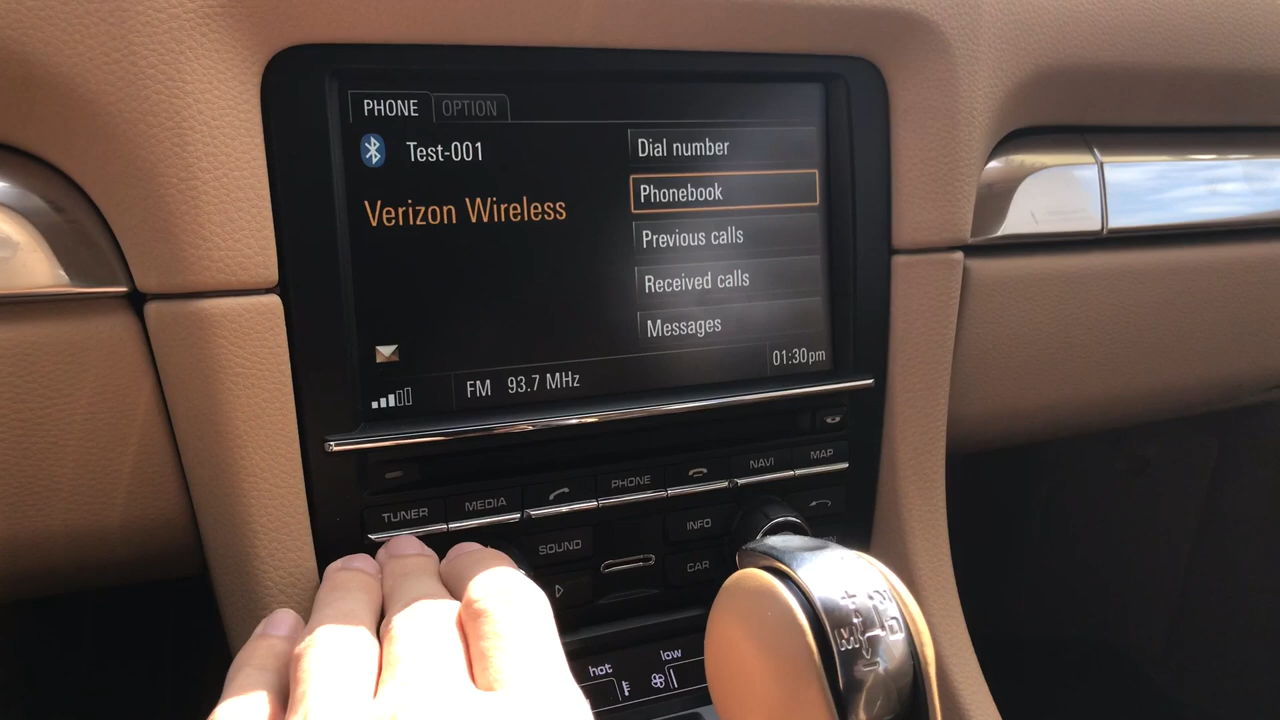 PHONE OPTION
Test-001
Verizon Wireless
Dial number
Phonebook
Previous calls
Received calls
Messages
FM 93.7 MHz
01:30pm
TUNER MEDIA PHONE NAVI MAP
SOUND INFO
CAR
hot low